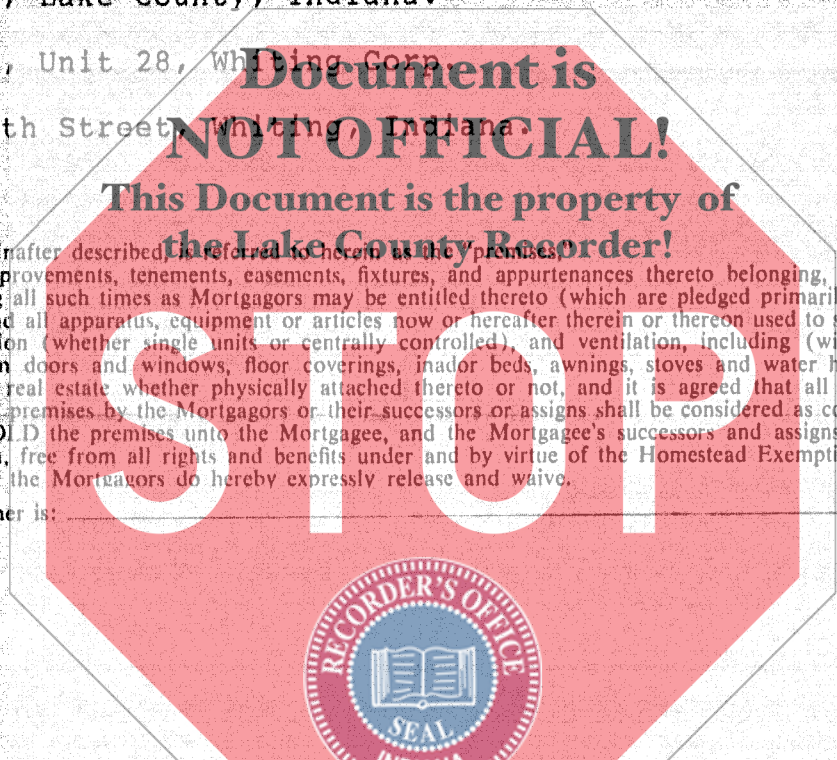 , Lake County, Indiana.
, Unit 28, Whiting Corp.
th Street, Whiting, Indiana.
Document is
NOT OFFICIAL!
This Document is the property of
the Lake County Recorder!
nafter described, is referred to herein as the "premises,"
provements, tenements, easements, fixtures, and appurtenances thereto belonging,
all such times as Mortgagors may be entitled thereto (which are pledged primaril
d all apparatus, equipment or articles now or hereafter therein or thereon used to s
on (whether single units or centrally controlled), and ventilation, including (wi
n doors and windows, floor coverings, inador beds, awnings, stoves and water h
real estate whether physically attached thereto or not, and it is agreed that all
premises by the Mortgagors or their successors or assigns shall be considered as co
OLD the premises unto the Mortgagee, and the Mortgagee's successors and assigns
, free from all rights and benefits under and by virtue of the Homestead Exempti
the Mortgagors do hereby expressly release and waive.
ner is:
STOP
RECORDER'S OFFICE
SEAL
INDIANA